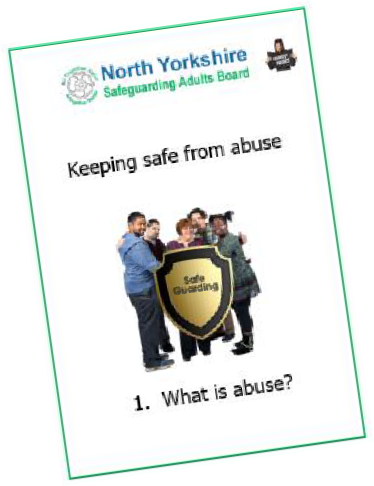 North Yorkshire
Safeguarding Adults Board
Keeping safe from abuse
Safe
Guarding
1. What is abuse?